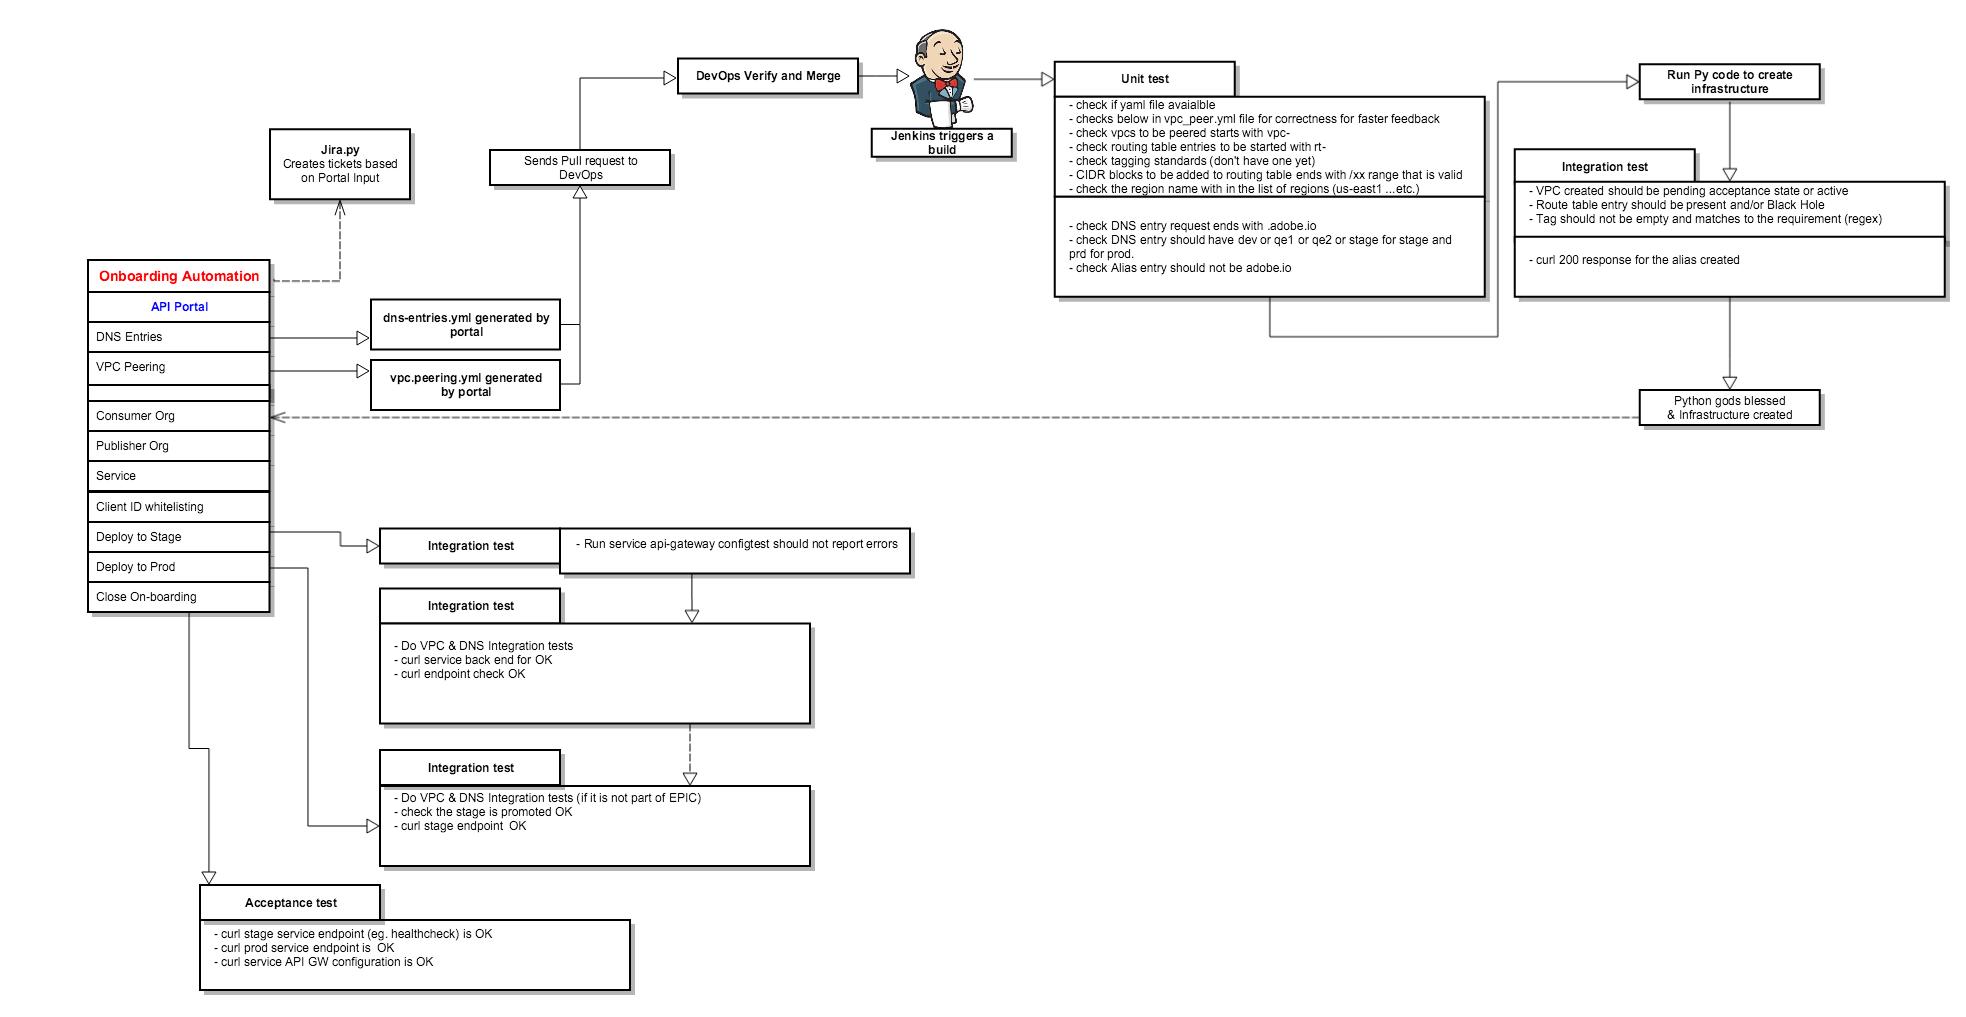 DevOps Verify and Merge
Jenkins triggers a
build
Unit test
- check if yaml file avaialble
- checks below in vpc_peer.yml file for correctness for faster feedback
- check vpcs to be peered starts with vpc-
- check routing table entries to be started with rt-
- check tagging standards (don't have one yet)
- CIDR blocks to be added to routing table ends with /xx range that is valid
- check the region name with in the list of regions (us-east1 ...etc.)
- check DNS entry request ends with .adobe.io
- check DNS entry should have dev or qe1 or qe2 or stage for stage and
prd for prod.
- check Alias entry should not be adobe.io
Run Py code to create
infrastructure
Integration test
- VPC created should be pending acceptance state or active
- Route table entry should be present and/or Black Hole
- Tag should not be empty and matches to the requirement (regex)
- curl 200 response for the alias created
Python gods blessed
& Infrastructure created
Jira.py
Creates tickets based
on Portal Input
Sends Pull request to
DevOps
Onboarding Automation
API Portal
DNS Entries
VPC Peering
Consumer Org
Publisher Org
Service
Client ID whitelisting
Deploy to Stage
Deploy to Prod
Close On-boarding
dns-entries.yml generated by
portal
vpc.peering.yml generated
by portal
Integration test
- Run service api-gateway configtest should not report errors
Integration test
- Do VPC & DNS Integration tests
- curl service back end for OK
- curl endpoint check OK
Integration test
- Do VPC & DNS Integration tests (if it is not part of EPIC)
- check the stage is promoted OK
- curl stage endpoint  OK
Acceptance test
- curl stage service endpoint (eg. healthcheck) is OK
- curl prod service endpoint is  OK
- curl service API GW configuration is OK